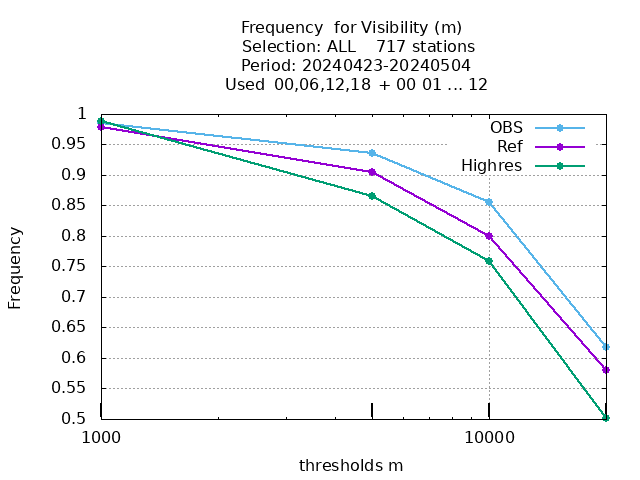 Frequency  for Visibility (m)
Selection: ALL    717 stations
Period: 20240423-20240504
Used  00,06,12,18  + 00 01 ... 12
OBS
Ref
Highres
1
0.95
0.9
0.85
0.8
0.75
0.7
0.65
0.6
0.55
0.5
Frequency
1000
10000
thresholds m